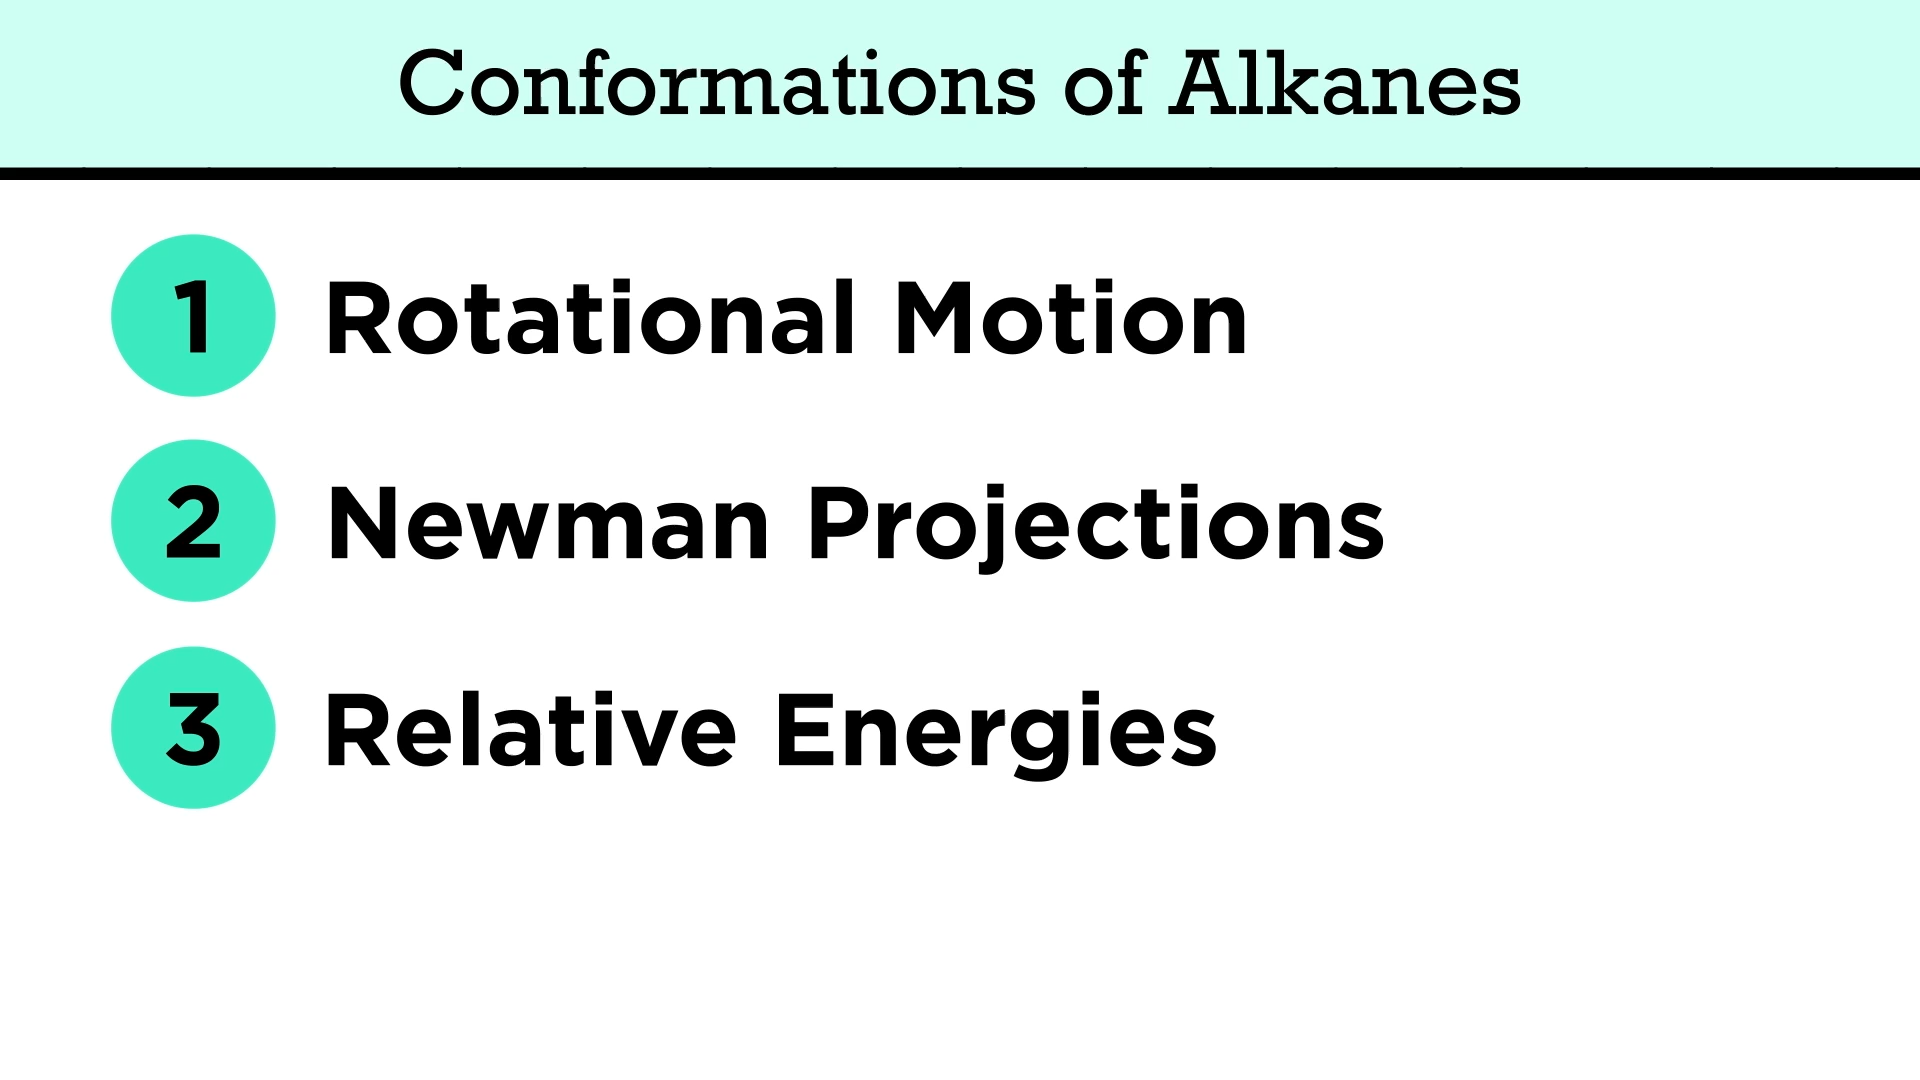 Conformations of Alkanes
1 Rotational Motion
2 Newman Projections
3 Relative Energies